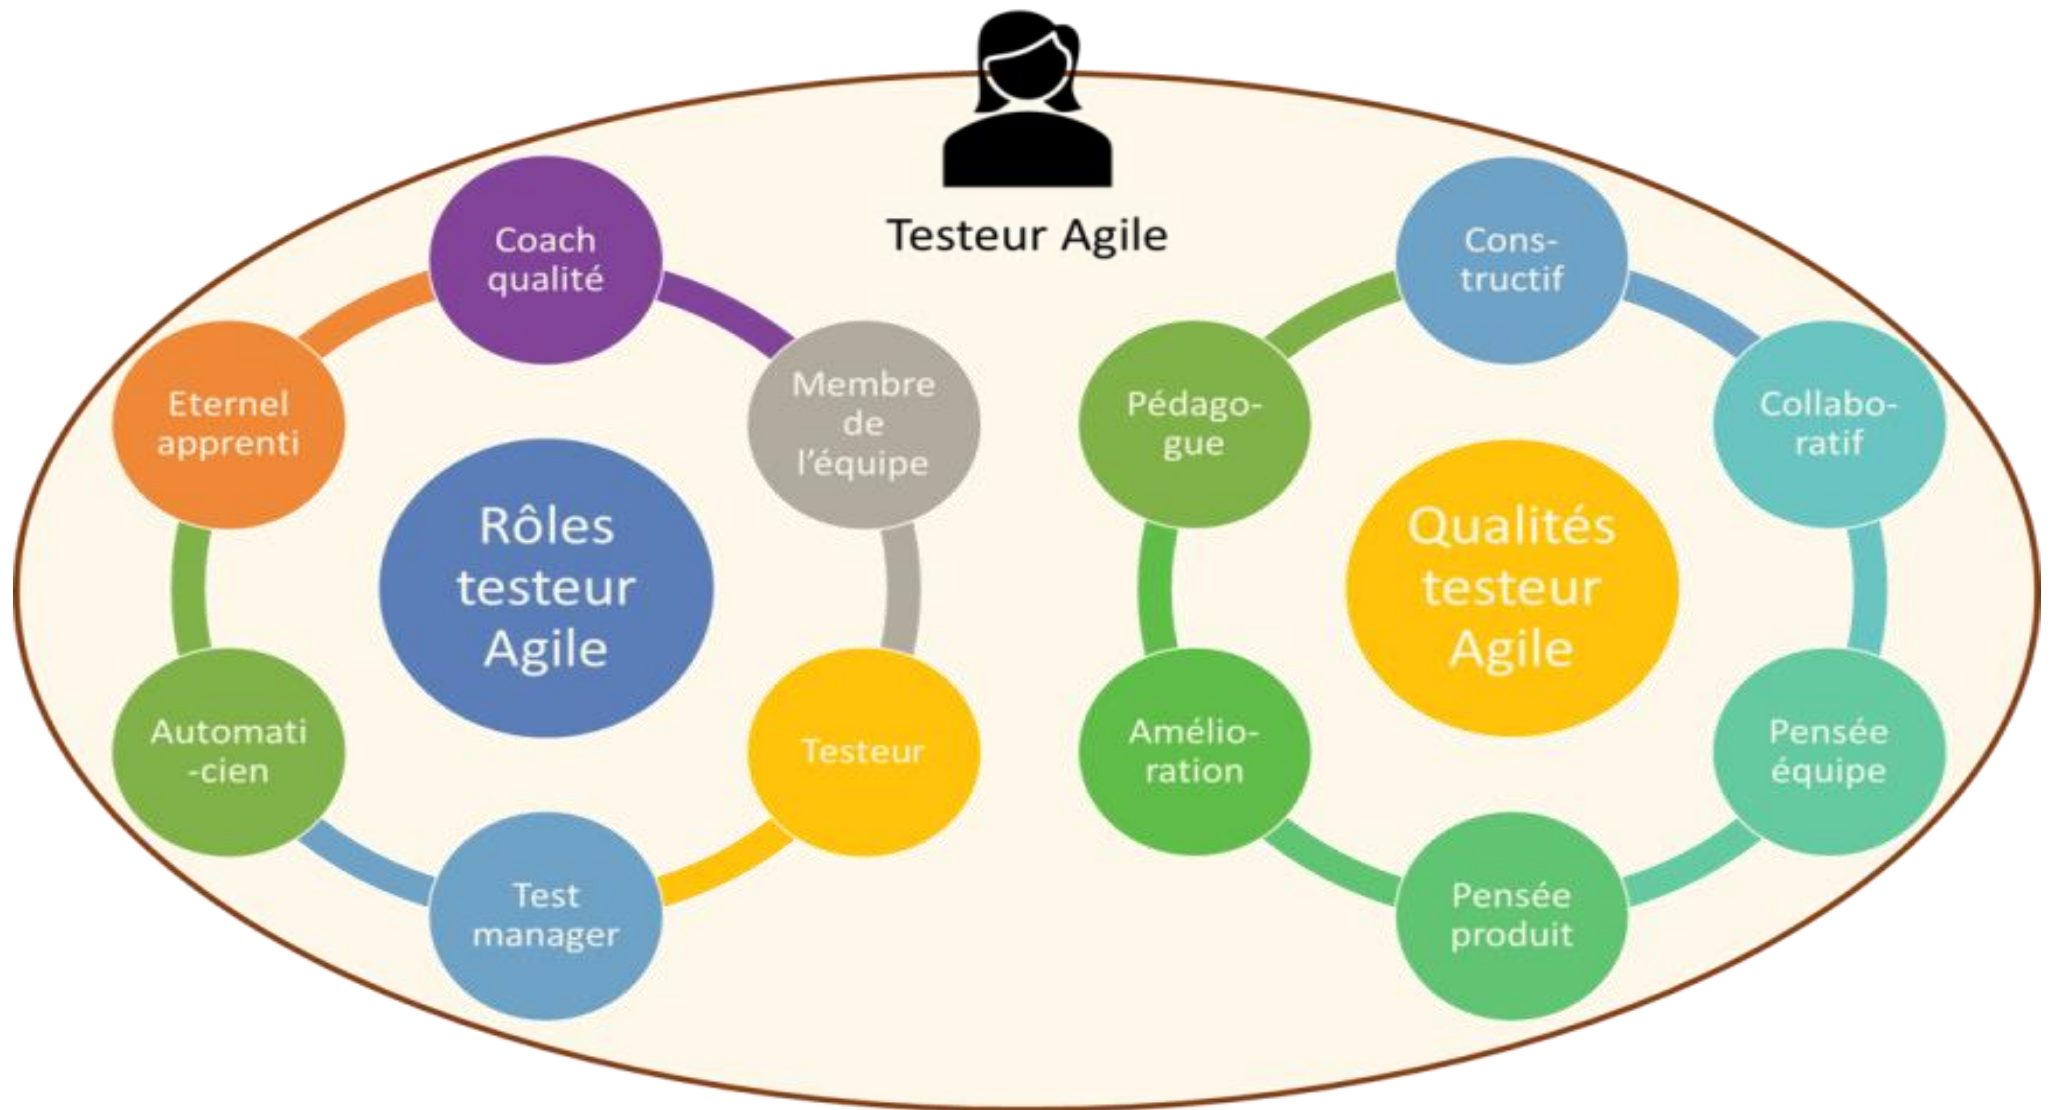 Testeur Agile
Coach
qualité
Membre
de
l'équipe
Testeur
Test
manager
Automati
-cien
Eternel
apprenti
Rôles
testeur
Agile
Cons-
tructif
Collabo-
ratif
Pensée
équipe
Pensée
produit
Amélio-
ration
Pédago-
gue
Qualités
testeur
Agile